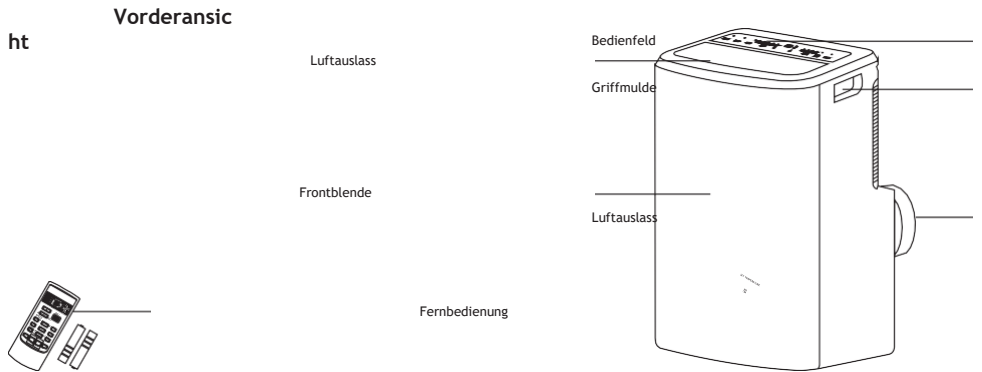 Vorderansic
ht
Luftauslass
Bedienfeld
Griffmulde
Frontblende
Luftauslass
Fernbedienung